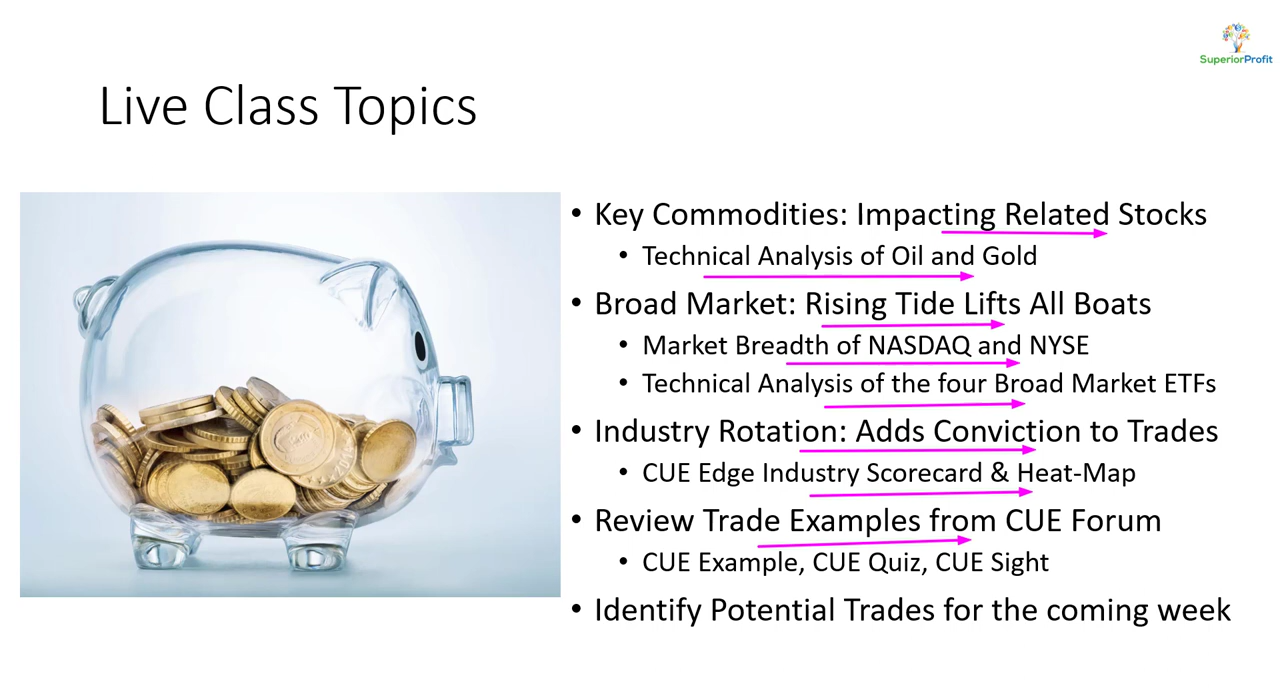 SuperiorProfit
Live Class Topics
• Key Commodities: Impacting Related Stocks
• Technical Analysis of Oil and Gold
• Broad Market: Rising Tide Lifts All Boats
• Market Breadth of NASDAQ and NYSE
• Technical Analysis of the four Broad Market ETFs
• Industry Rotation: Adds Conviction to Trades
• CUE Edge Industry Scorecard & Heat-Map
• Review Trade Examples from CUE Forum
• CUE Example, CUE Quiz, CUE Sight
• Identify Potential Trades for the coming week